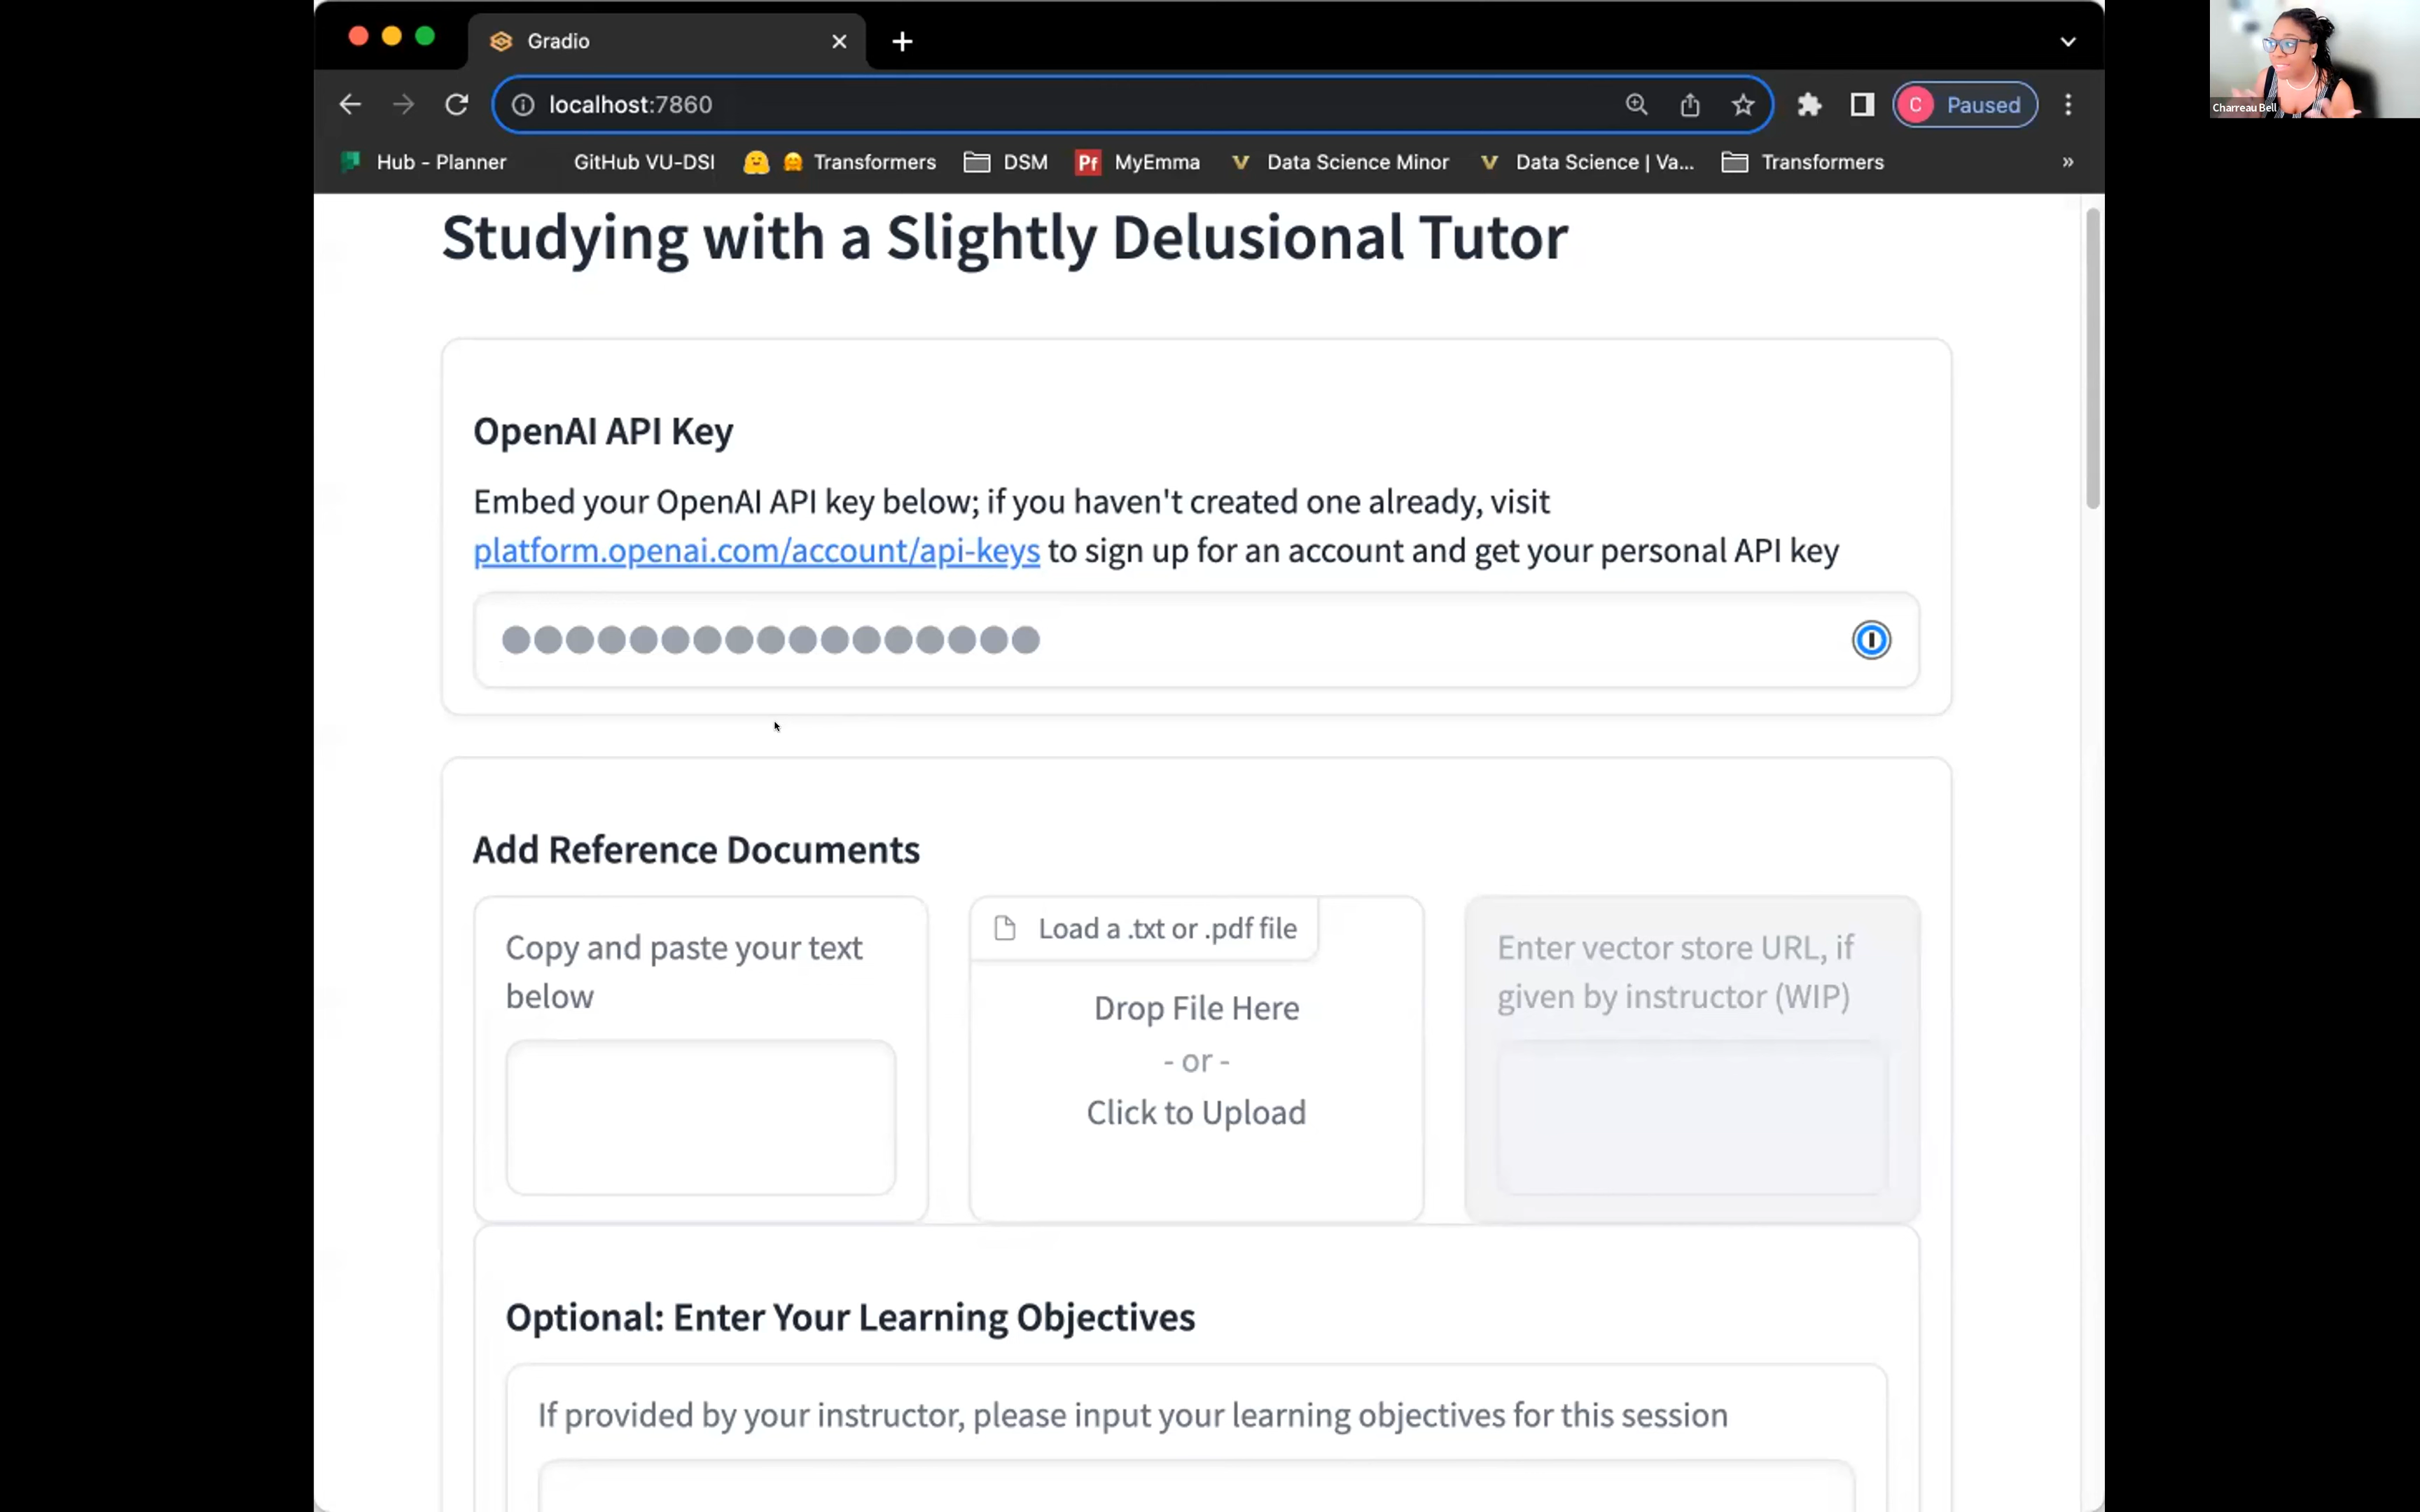 Gradio
localhost:7860
C Paused
Hub - Planner GitHub VU-DSI Transformers DSM Pf MyEmma Data Science Minor Data Science | Va... Transformers »
Charreau Bell
Studying with a Slightly Delusional Tutor
OpenAI API Key
Embed your OpenAI API key below; if you haven't created one already, visit
platform.openai.com/account/api-keys to sign up for an account and get your personal API key
Add Reference Documents
Copy and paste your text
below
Load a .txt or .pdf file
Drop File Here
- or -
Click to Upload
Enter vector store URL, if
given by instructor (WIP)
Optional: Enter Your Learning Objectives
If provided by your instructor, please input your learning objectives for this session